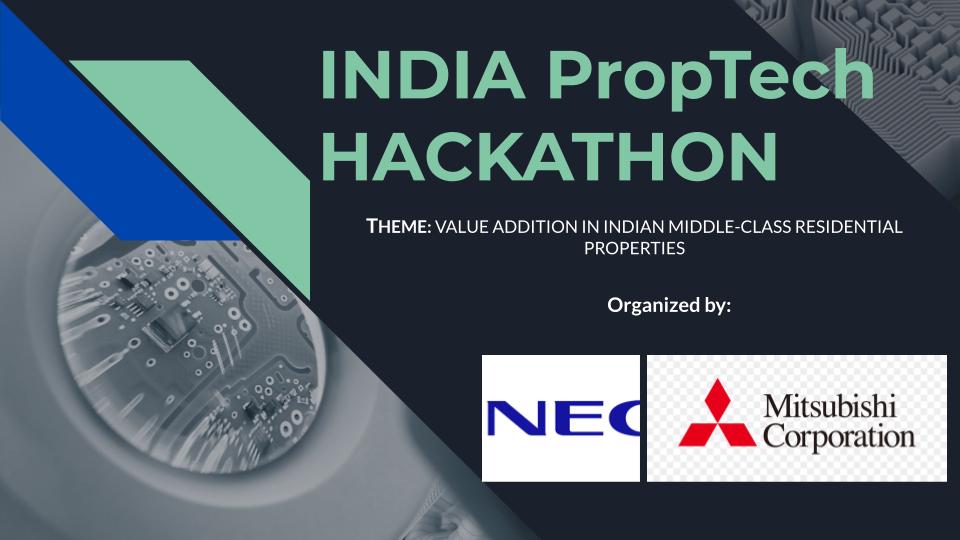 INDIA PropTech
HACKATHON
THEME: VALUE ADDITION IN INDIAN MIDDLE-CLASS RESIDENTIAL
PROPERTIES
Organized by:
NEC
Mitsubishi
Corporation